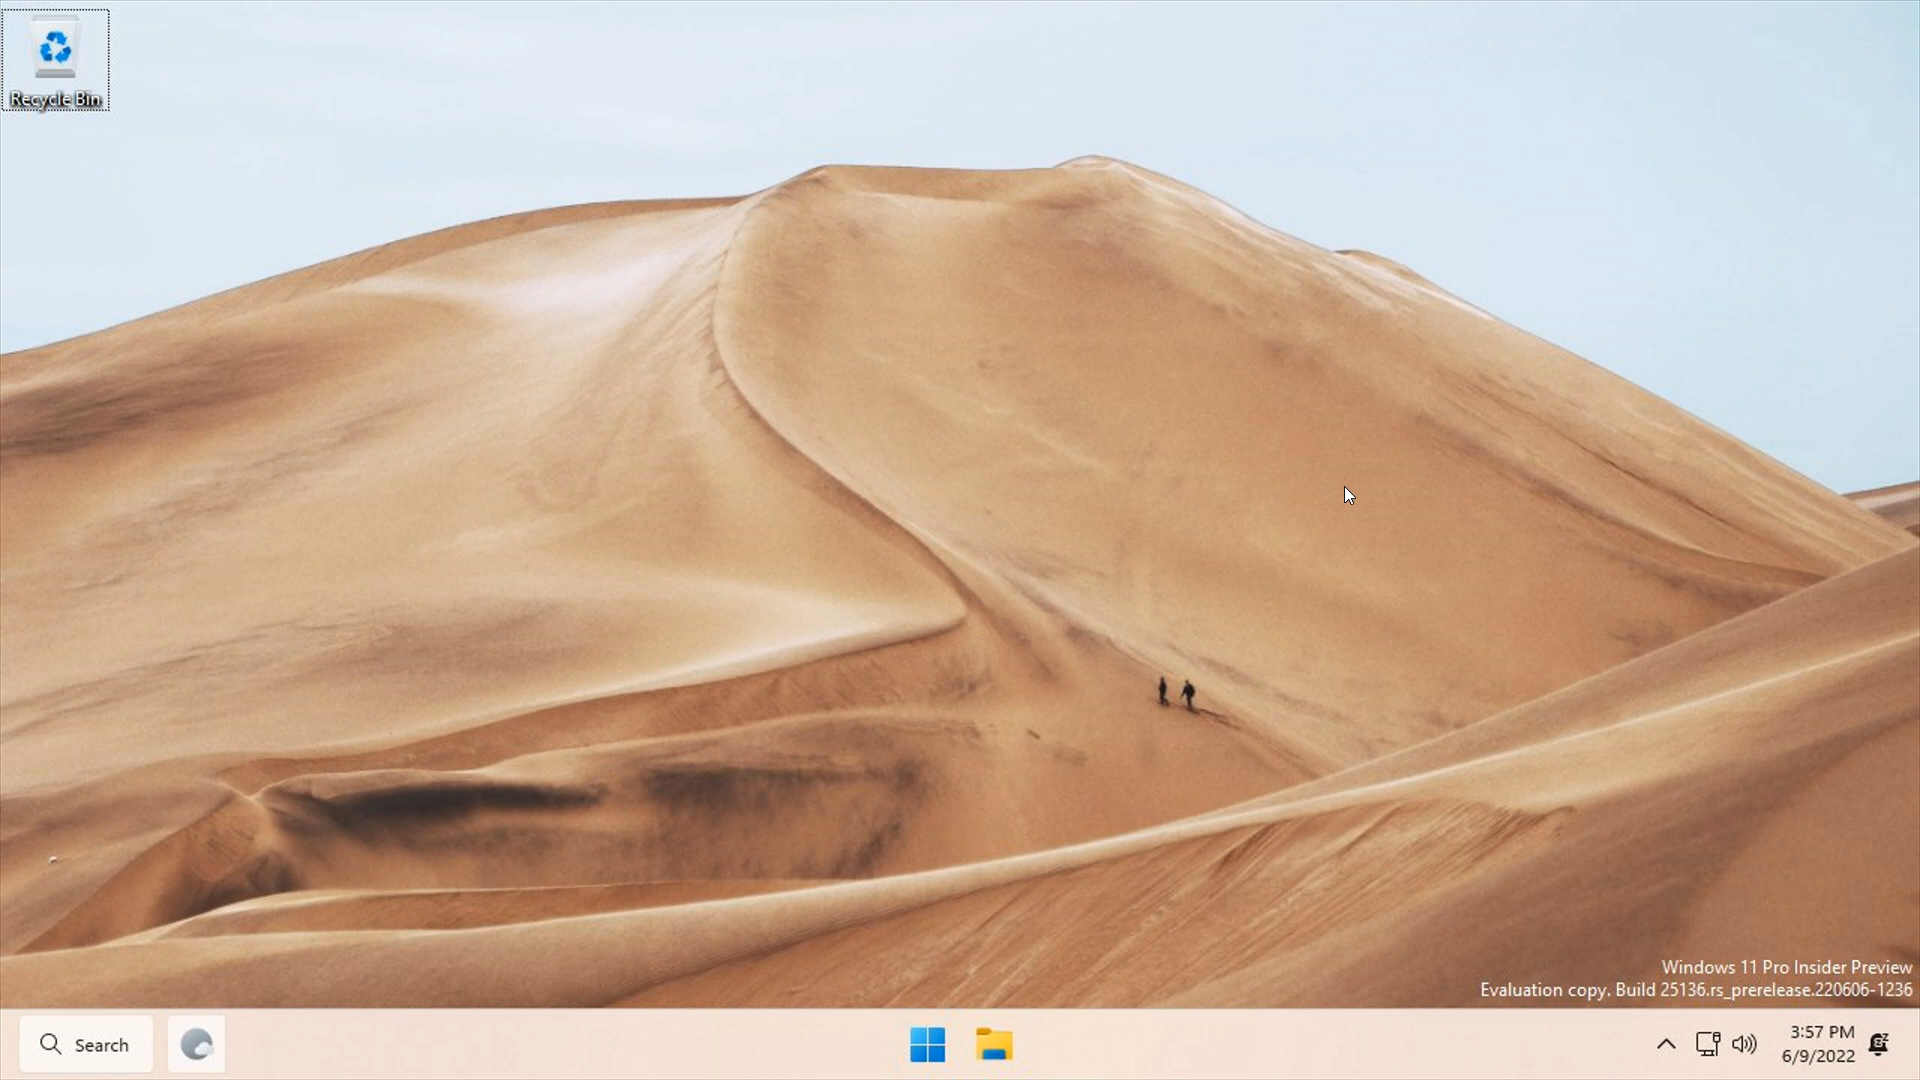 Recycle Bin
Windows 11 Pro Insider Preview
Evaluation copy. Build 25136.rs_prerelease.220606-1236
Search
3:57 PM
6/9/2022